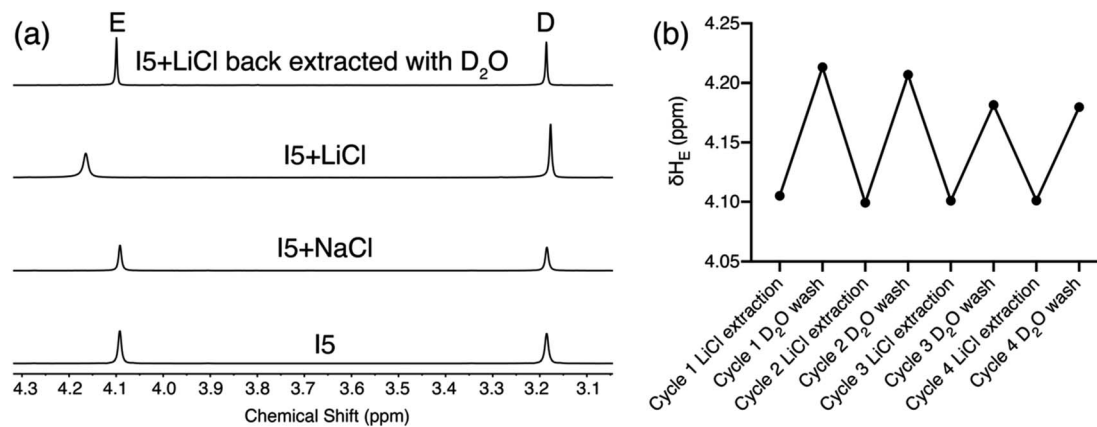 (a)
E
D
I5+LiCl back extracted with D₂O
I5+LiCl
I5+NaCl
I5
4.3 4.2 4.1 4.0 3.9 3.8 3.7 3.6 3.5 3.4 3.3 3.2 3.1
Chemical Shift (ppm)
(b)
δH_E (ppm)
4.25
4.20
4.15
4.10
4.05
Cycle 1 LiCl extraction
Cycle 1 D₂O wash
Cycle 2 LiCl extraction
Cycle 2 D₂O wash
Cycle 3 LiCl extraction
Cycle 3 D₂O wash
Cycle 4 LiCl extraction
Cycle 4 D₂O wash